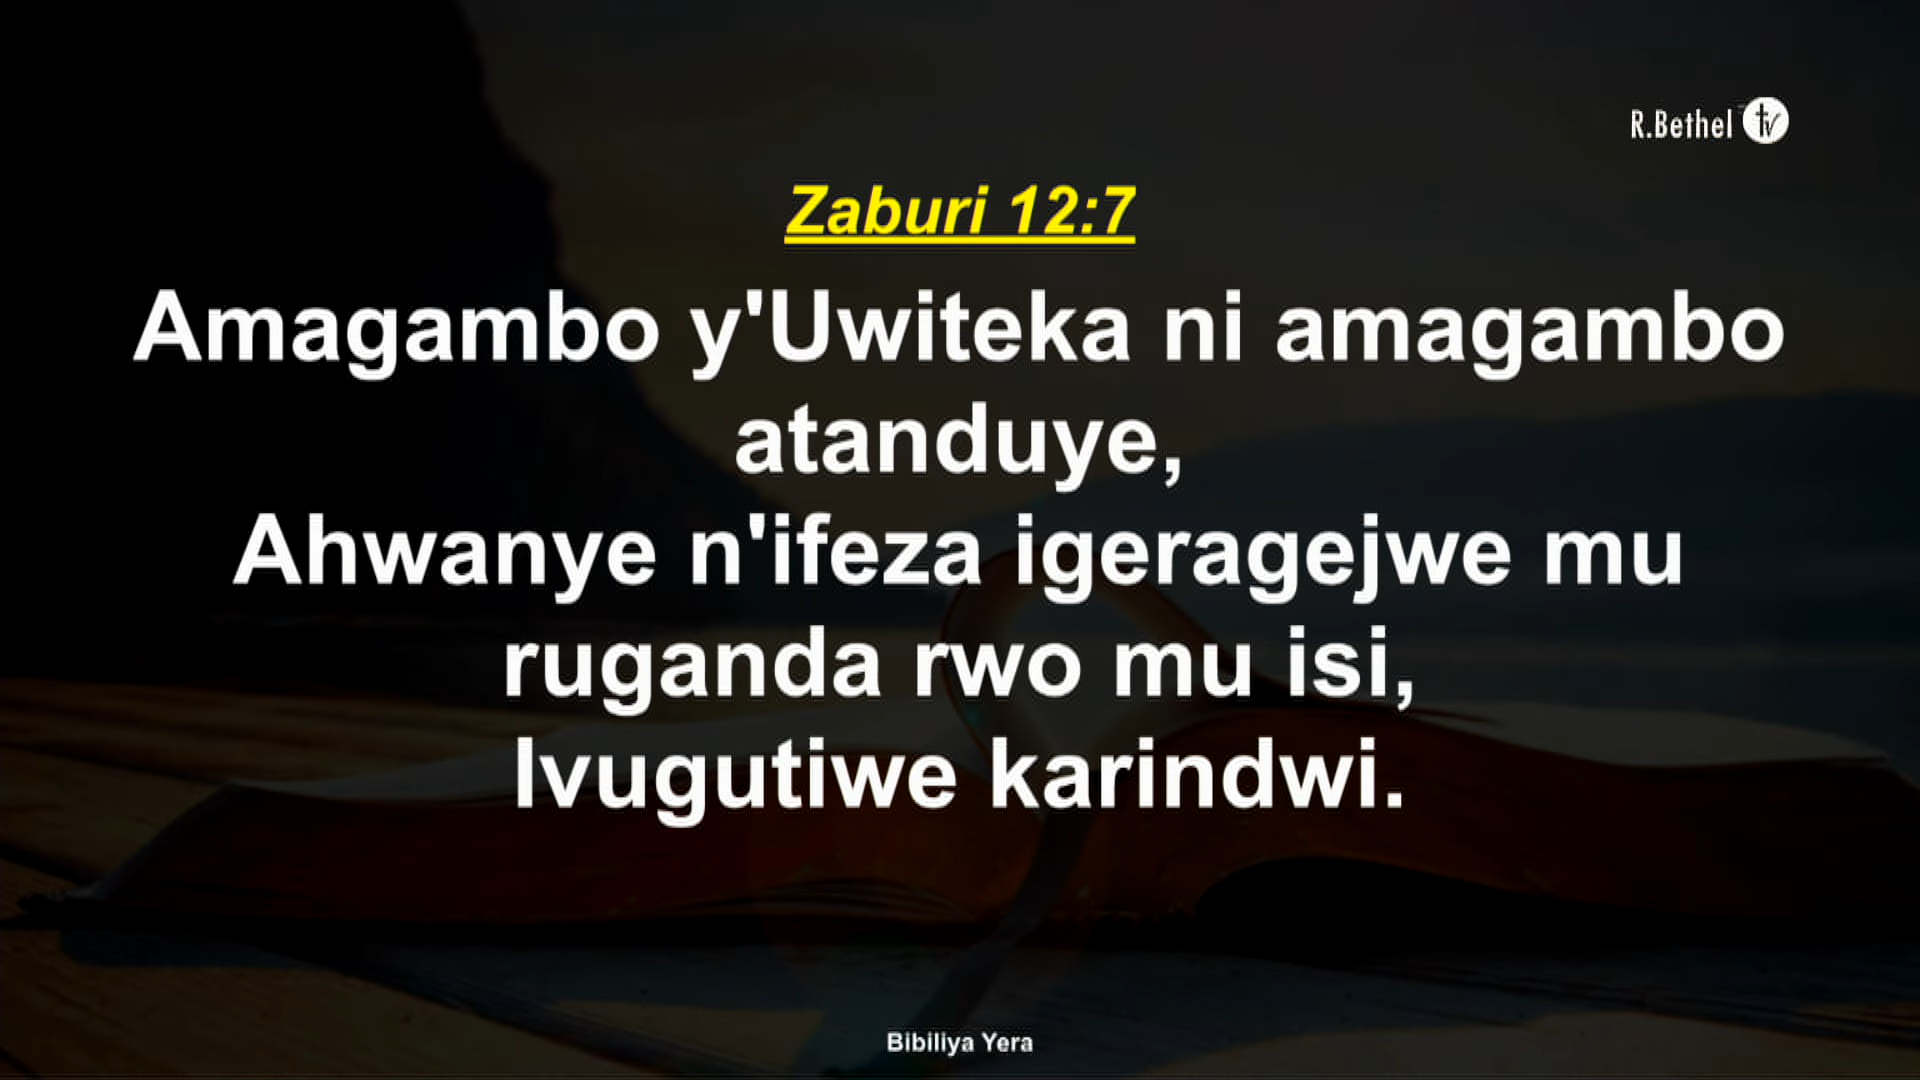 R.Bethel tv
Zaburi 12:7
Amagambo y'Uwiteka ni amagambo
atanduye,
Ahwanye n'ifeza igeragejwe mu
ruganda rwo mu isi,
Ivugutiwe karindwi.
Bibiliya Yera